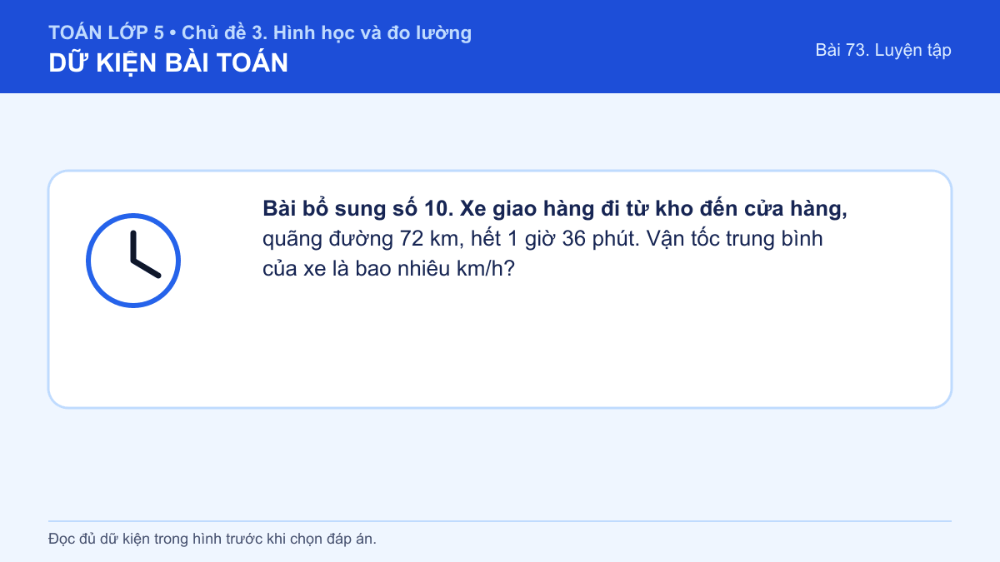 TOÁN LỚP 5 • Chủ đề 3. Hình học và đo lường
DỮ KIỆN BÀI TOÁN
Bài 73. Luyện tập
Bài bổ sung số 10. Xe giao hàng đi từ kho đến cửa hàng,
quãng đường 72 km, hết 1 giờ 36 phút. Vận tốc trung bình
của xe là bao nhiêu km/h?
Đọc đủ dữ kiện trong hình trước khi chọn đáp án.